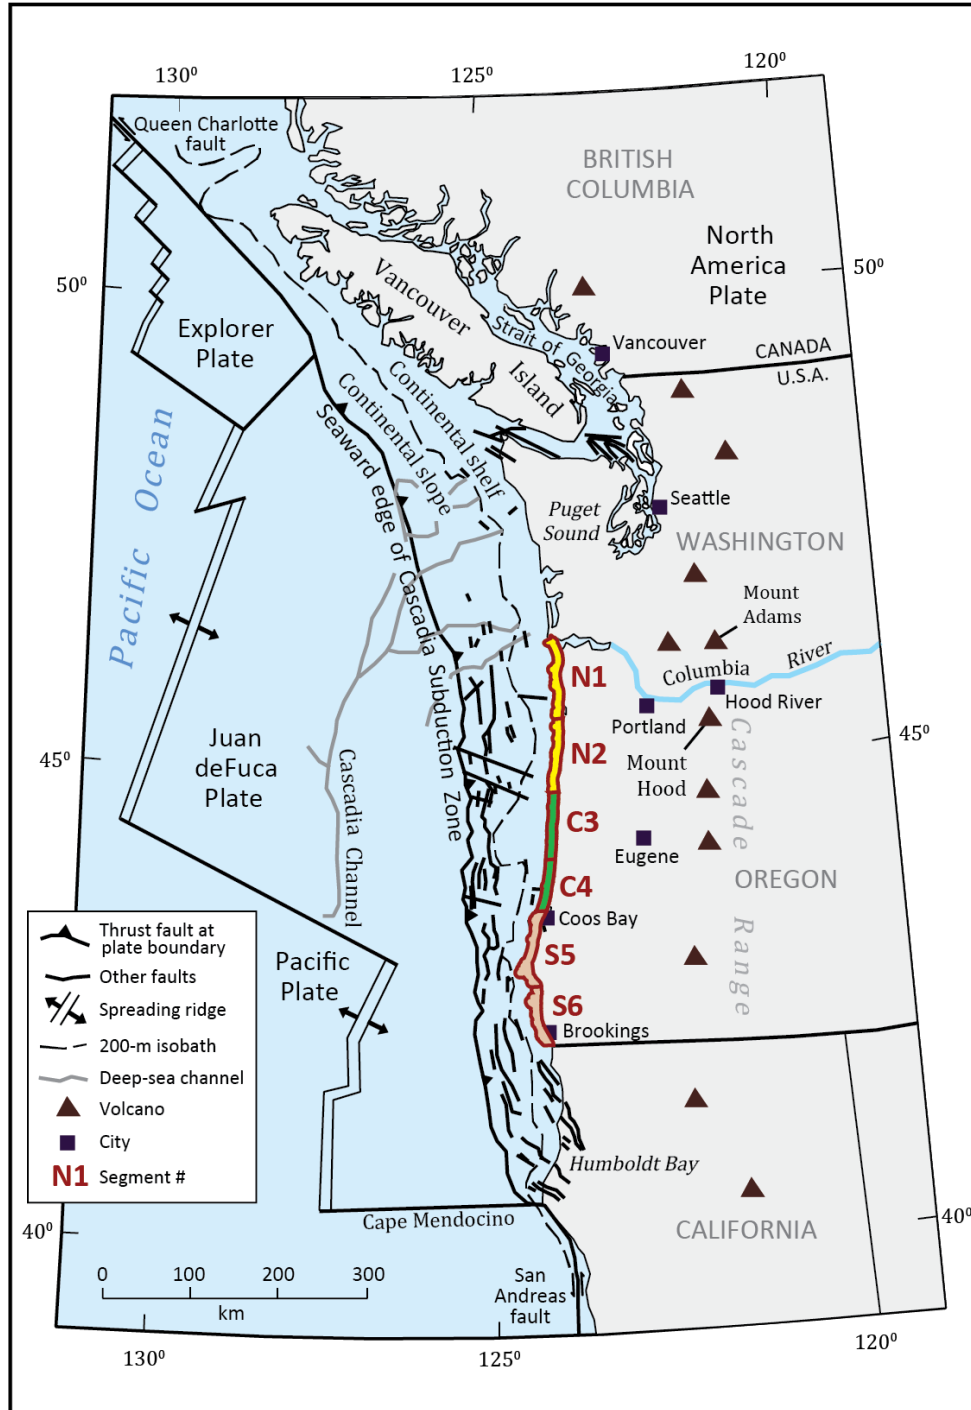 130⁰
125⁰
120⁰
Queen Charlotte
fault
BRITISH
COLUMBIA
North
America
Plate
50⁰
50⁰
Vancouver
Island
Strait of Georgia
Vancouver
CANADA
U.S.A.
Explorer
Plate
Continental shelf
Continental slope
Seaward edge of Cascadia Subduction Zone
Pacific Ocean
Puget
Sound
Seattle
WASHINGTON
Mount
Adams
Columbia
River
Hood River
Portland
Mount
Hood
N1
N2
C3
C4
S5
S6
45⁰
45⁰
Juan
deFuca
Plate
Cascadia Channel
Eugene
Cascade Range
OREGON
Coos Bay
Brookings
Pacific
Plate
Thrust fault at
plate boundary
Other faults
Spreading ridge
200-m isobath
Deep-sea channel
Volcano
City
N1 Segment #
Humboldt Bay
Cape Mendocino
CALIFORNIA
40⁰
40⁰
0 100 200 300
km
San
Andreas
fault
130⁰
125⁰
120⁰